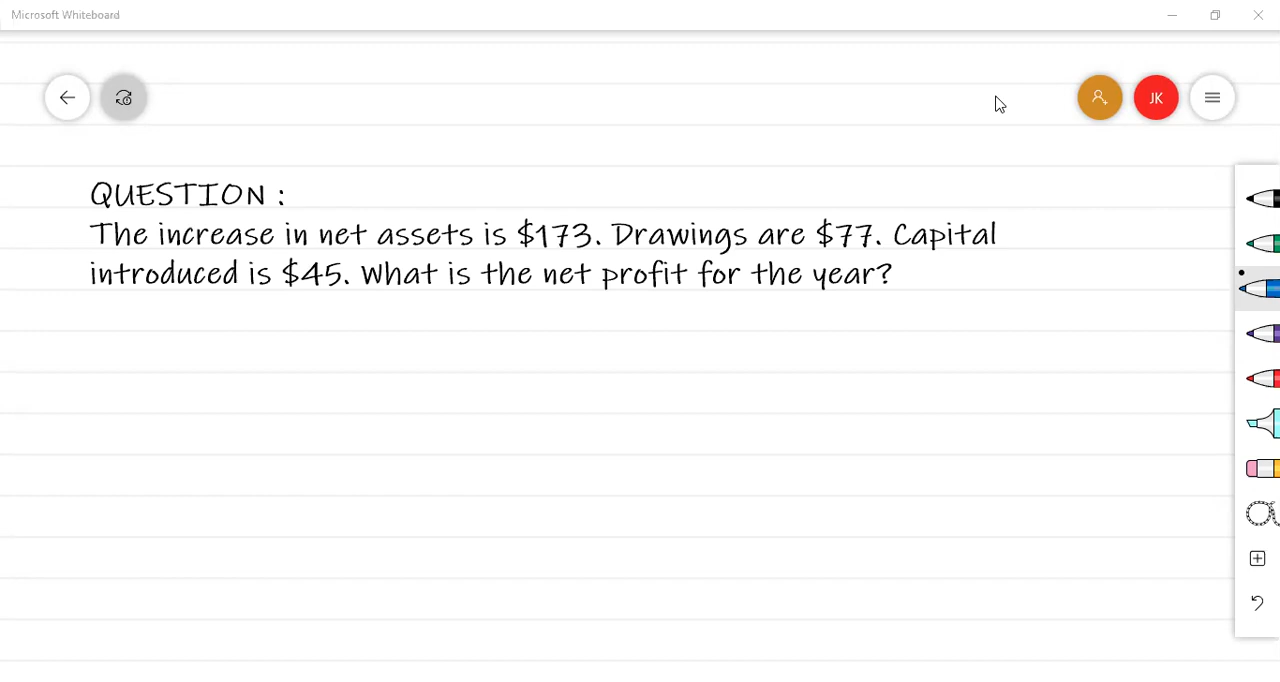 Microsoft Whiteboard
JK
QUESTION :
The increase in net assets is $173. Drawings are $77. Capital
introduced is $45. What is the net profit for the year?